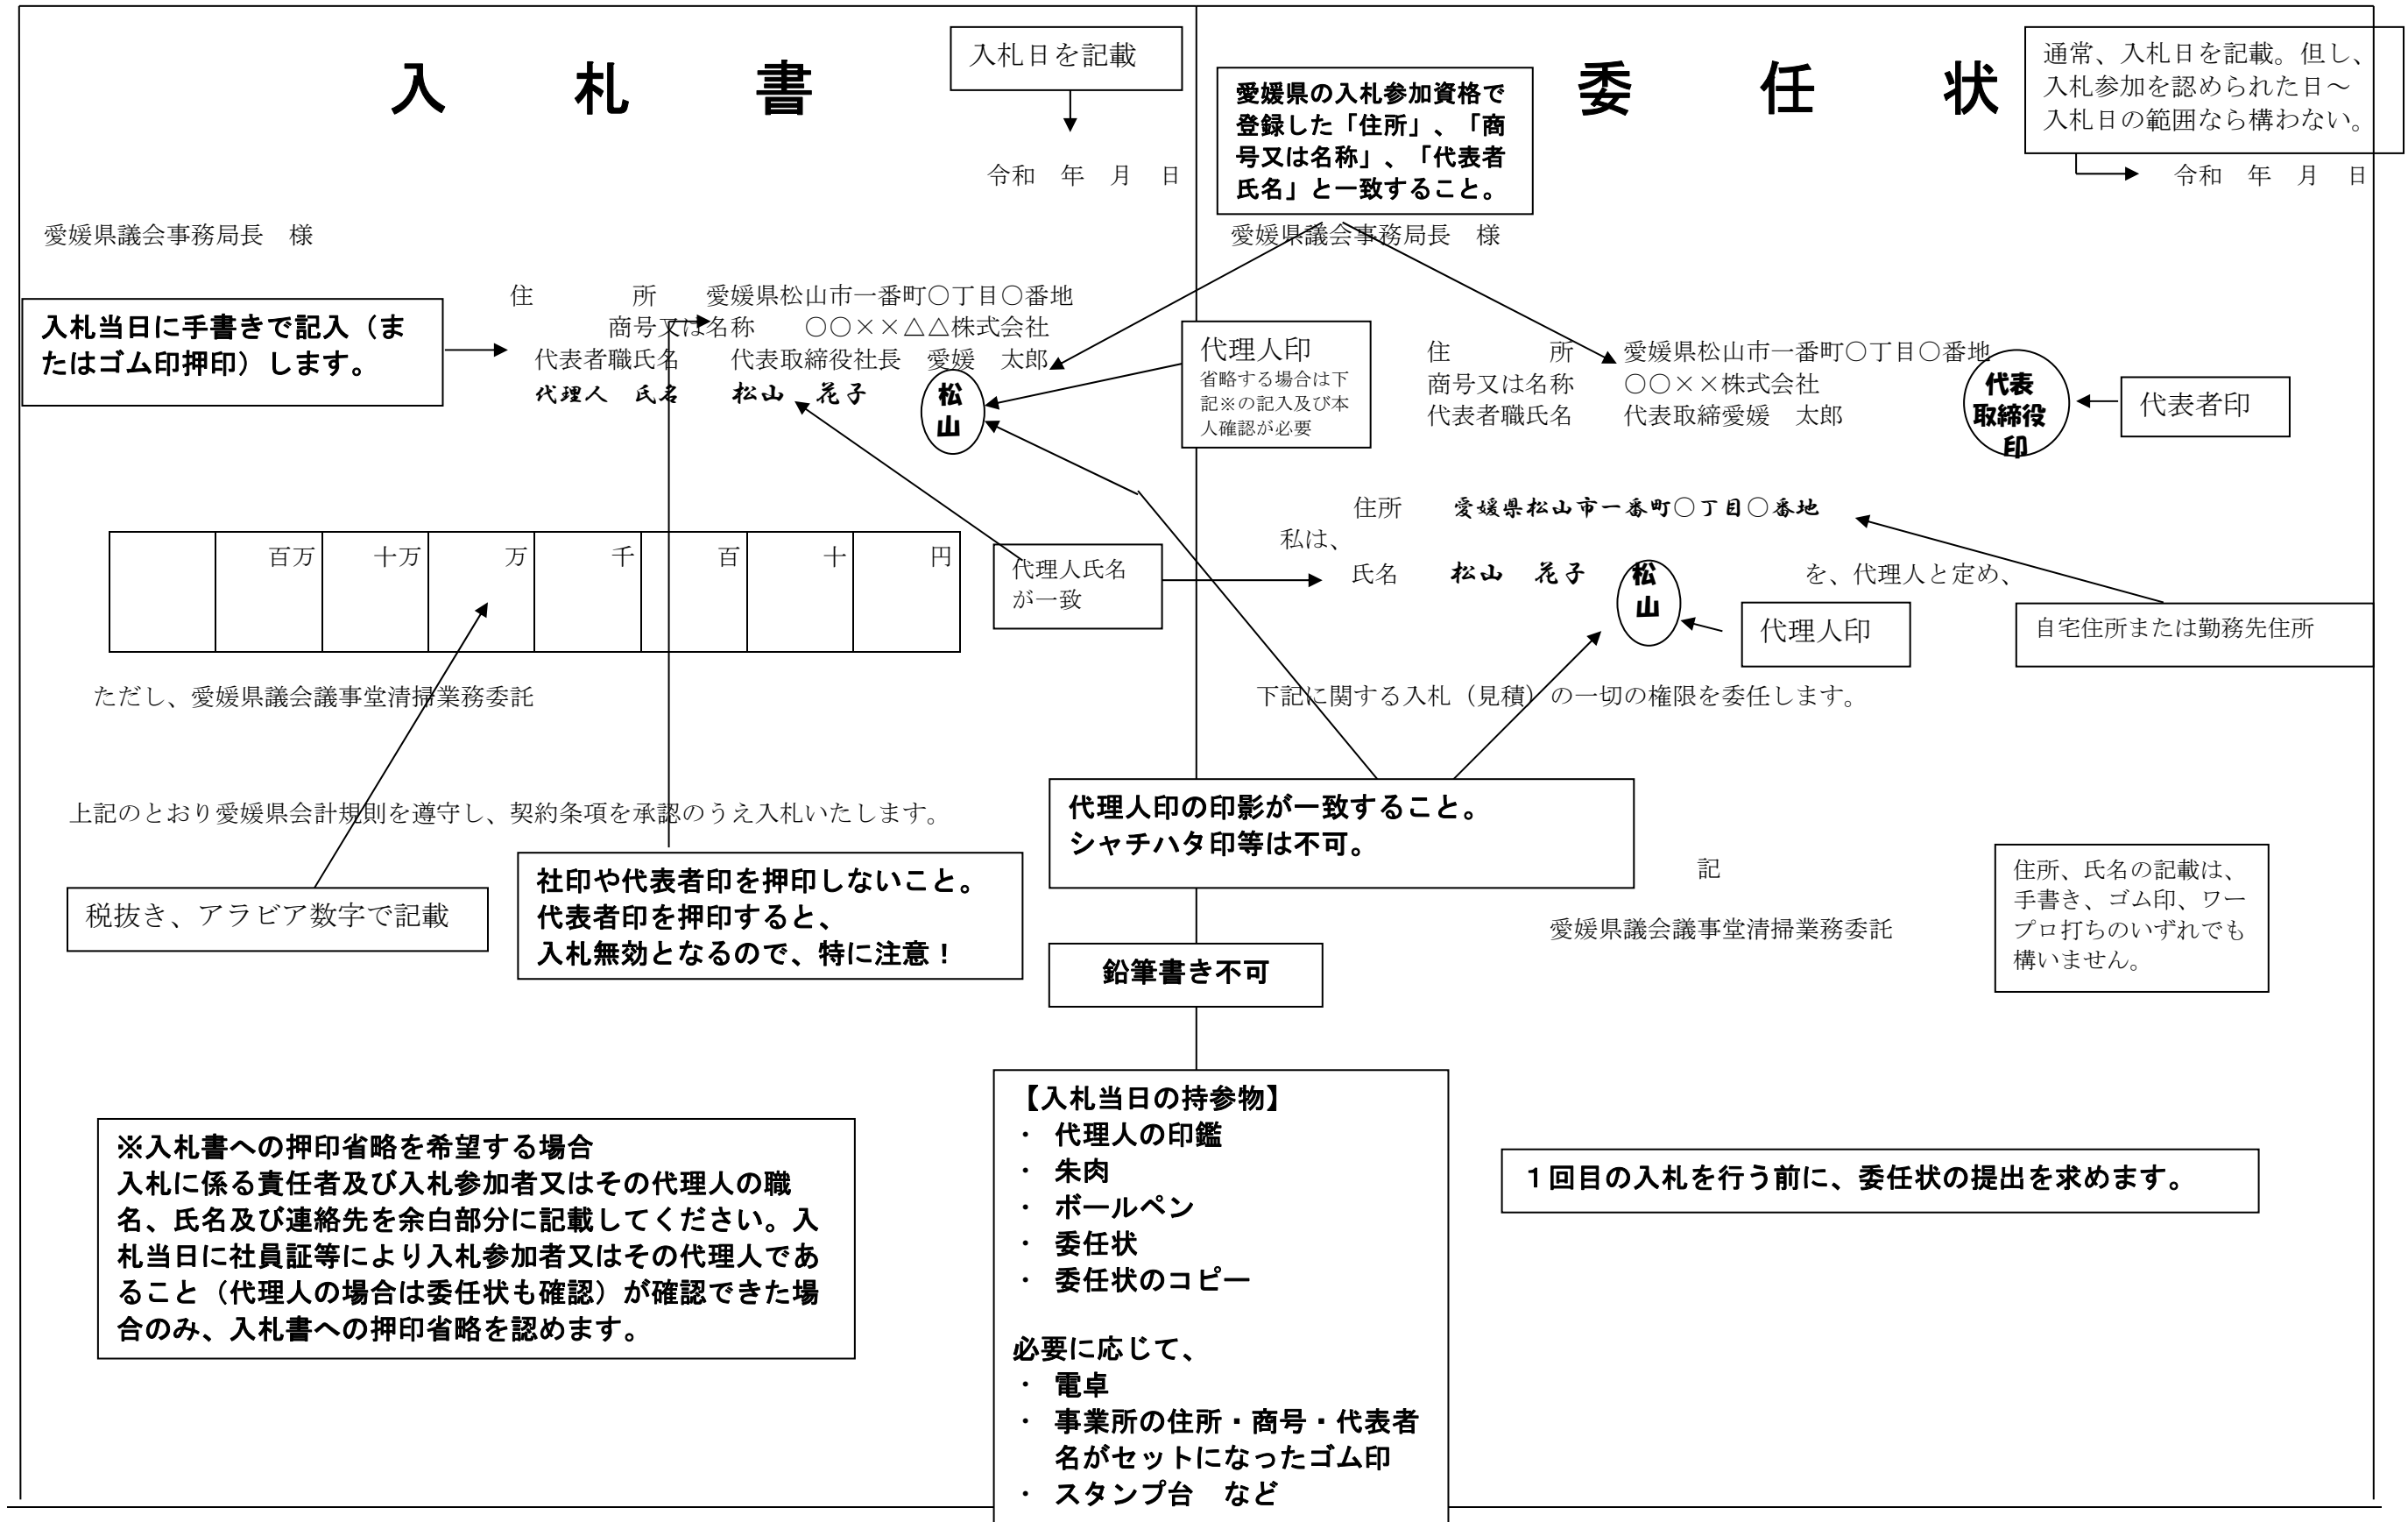 入　札　書
入札日を記載
令和　年　月　日
愛媛県議会事務局長　様
入札当日に手書きで記入（ま
たはゴム印押印）します。
住　　　　所　　愛媛県松山市一番町○丁目○番地
商号又は名称　　○○××△△株式会社
代表者職氏名　　代表取締役社長　愛媛　太郎
代理人　氏名　　松山　花子
松
山
百万　十万　万　千　百　十　円
ただし、愛媛県議会議事堂清掃業務委託
上記のとおり愛媛県会計規則を遵守し、契約条項を承認のうえ入札いたします。
税抜き、アラビア数字で記載
社印や代表者印を押印しないこと。
代表者印を押印すると、
入札無効となるので、特に注意！
※入札書への押印省略を希望する場合
入札に係る責任者及び入札参加者又はその代理人の職
名、氏名及び連絡先を余白部分に記載してください。入
札当日に社員証等により入札参加者又はその代理人であ
ること（代理人の場合は委任状も確認）が確認できた場
合のみ、入札書への押印省略を認めます。
愛媛県の入札参加資格で
登録した「住所」、「商
号又は名称」、「代表者
氏名」と一致すること。
代理人印
省略する場合は下
記※の記入及び本
人確認が必要
代理人氏名
が一致
代理人印の印影が一致すること。
シャチハタ印等は不可。
鉛筆書き不可
【入札当日の持参物】
・　代理人の印鑑
・　朱肉
・　ボールペン
・　委任状
・　委任状のコピー
必要に応じて、
・　電卓
・　事業所の住所・商号・代表者
名がセットになったゴム印
・　スタンプ台　など
委　任　状
通常、入札日を記載。但し、
入札参加を認められた日～
入札日の範囲なら構わない。
令和　年　月　日
愛媛県議会事務局長　様
住　　　　所　　愛媛県松山市一番町○丁目○番地
商号又は名称　　○○××株式会社
代表者職氏名　　代表取締愛媛　太郎
代表
取締役
印
代表者印
住所　　愛媛県松山市一番町○丁目○番地
私は、
氏名　　松山　花子
松
山
を、代理人と定め、
代理人印
自宅住所または勤務先住所
下記に関する入札（見積）の一切の権限を委任します。
記
愛媛県議会議事堂清掃業務委託
住所、氏名の記載は、
手書き、ゴム印、ワー
プロ打ちのいずれでも
構いません。
１回目の入札を行う前に、委任状の提出を求めます。